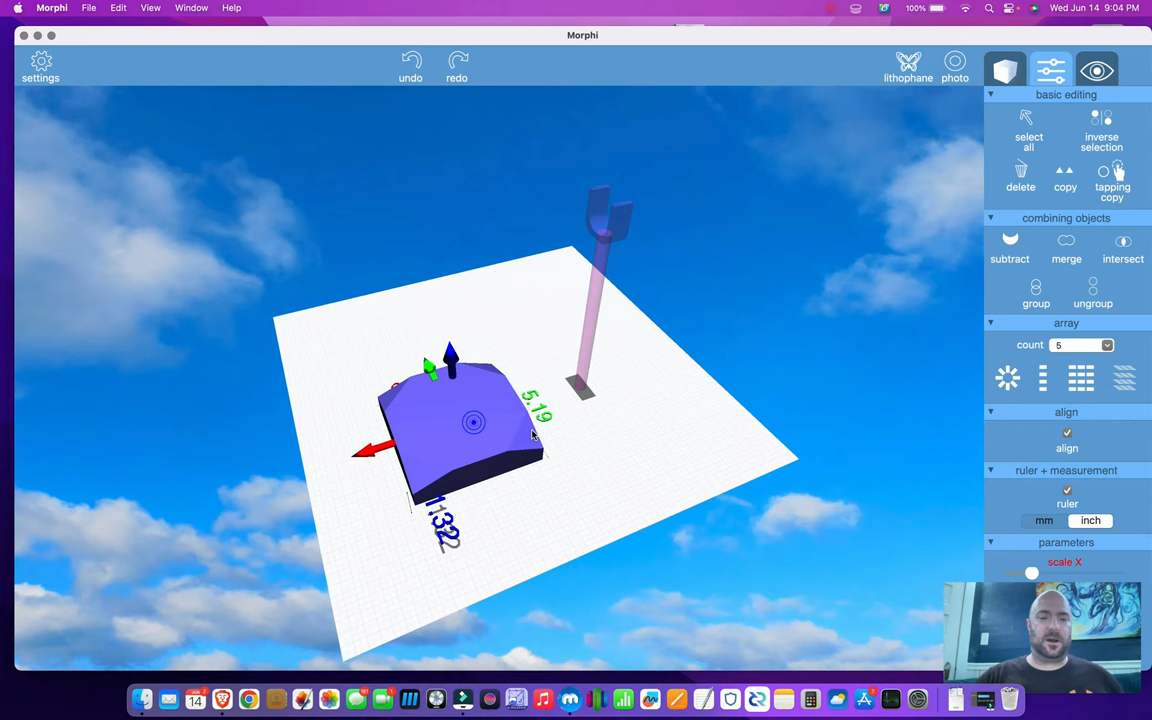 Morphi File Edit View Window Help 100% Wed Jun 14 9:04 PM
Morphi
settings undo redo lithophane photo
basic editing
select all
inverse selection
delete copy tapping copy
combining objects
subtract merge intersect
group ungroup
array
count 5
align
align
ruler + measurement
ruler
mm inch
parameters
scale X
5.19